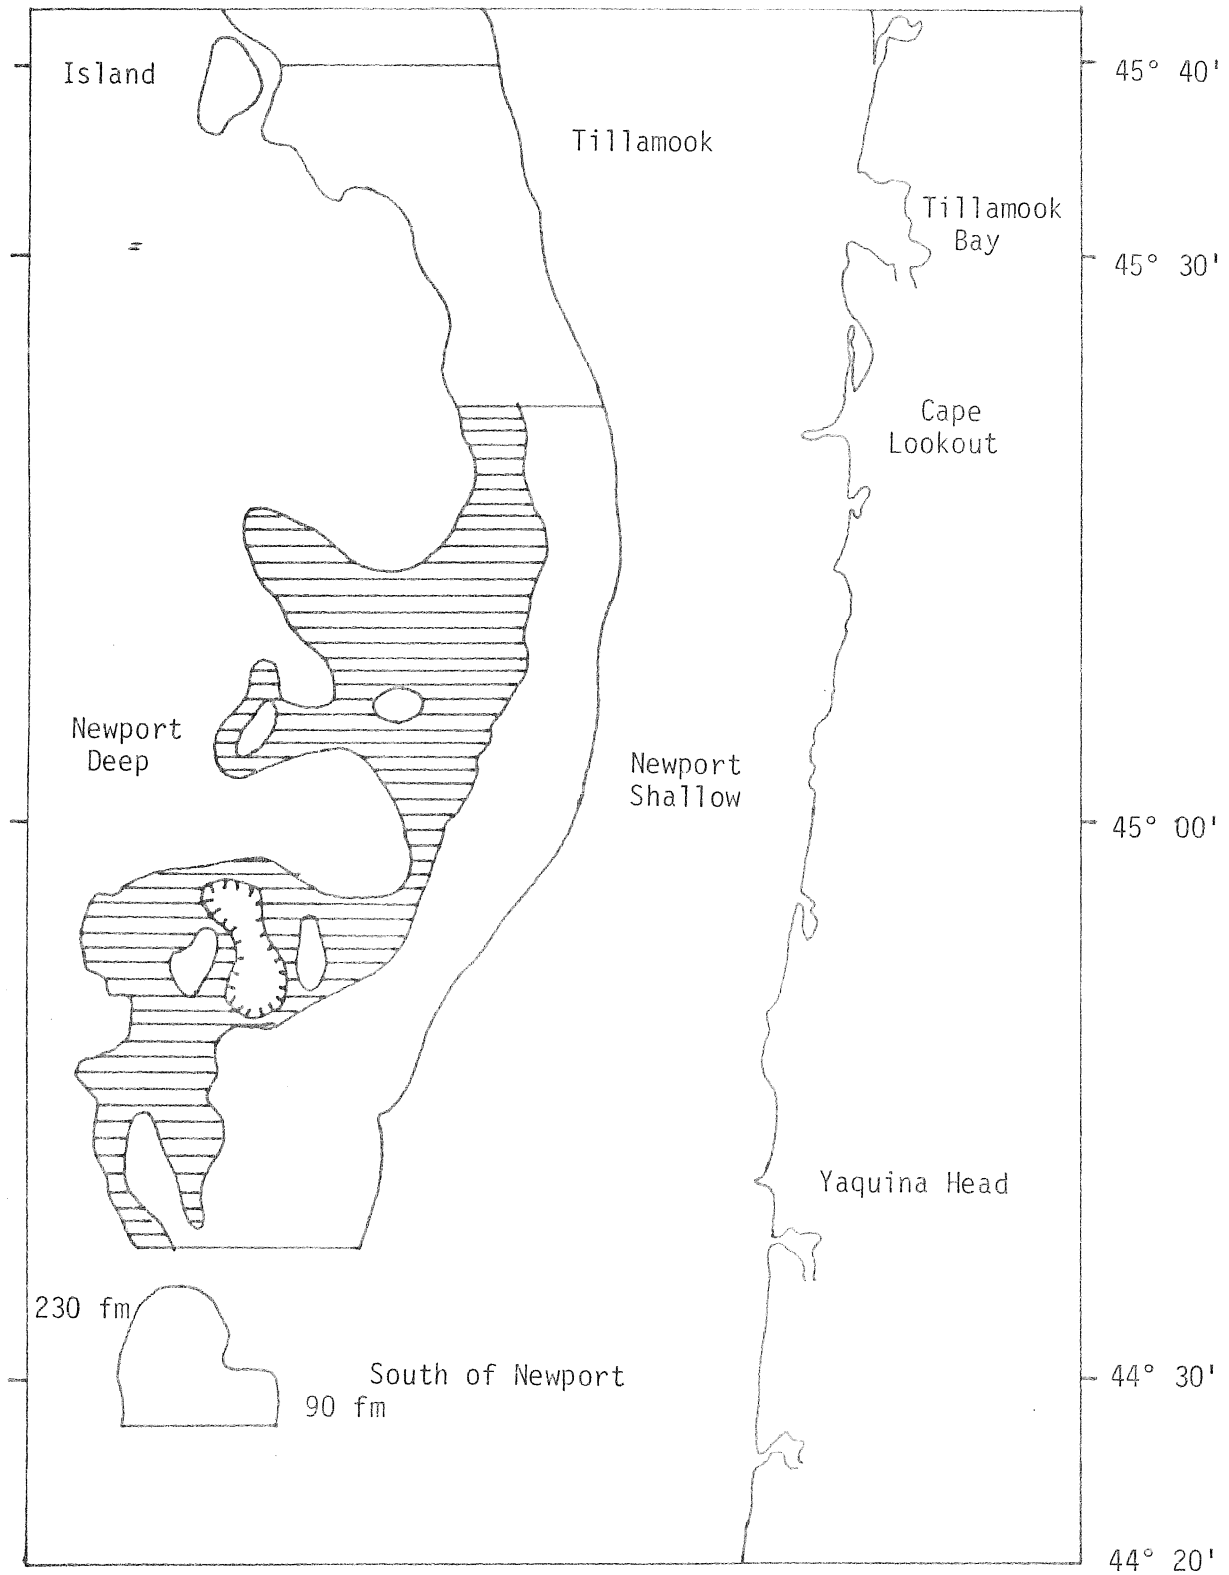 Island
45° 40'
Tillamook
Tillamook
Bay
45° 30'
Cape
Lookout
Newport
Deep
Newport
Shallow
45° 00'
Yaquina Head
230 fm
South of Newport
90 fm
44° 30'
44° 20'